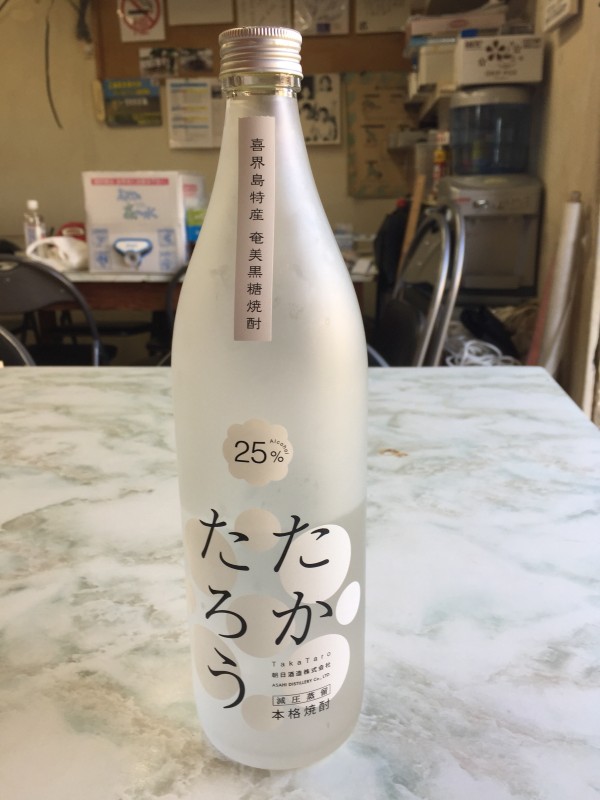 喜界島特産 奄美黒糖焼酎
25%
Alcohol
たか
たろう
TakaTaro
朝日酒造株式会社
ASAHI DISTILLERY Co., LTD.
減圧蒸留
本格焼酎